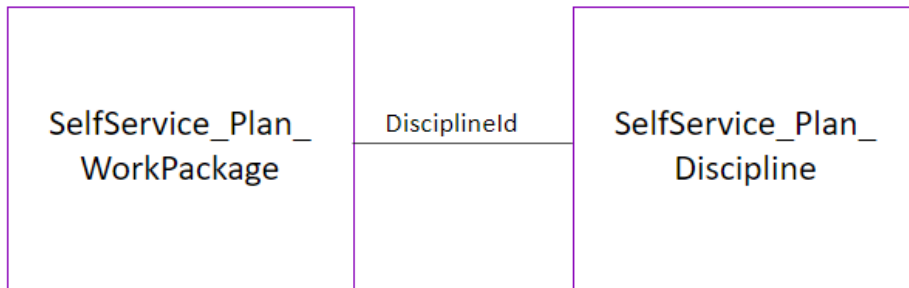 SelfService_Plan_
WorkPackage
DisciplineId
SelfService_Plan_
Discipline